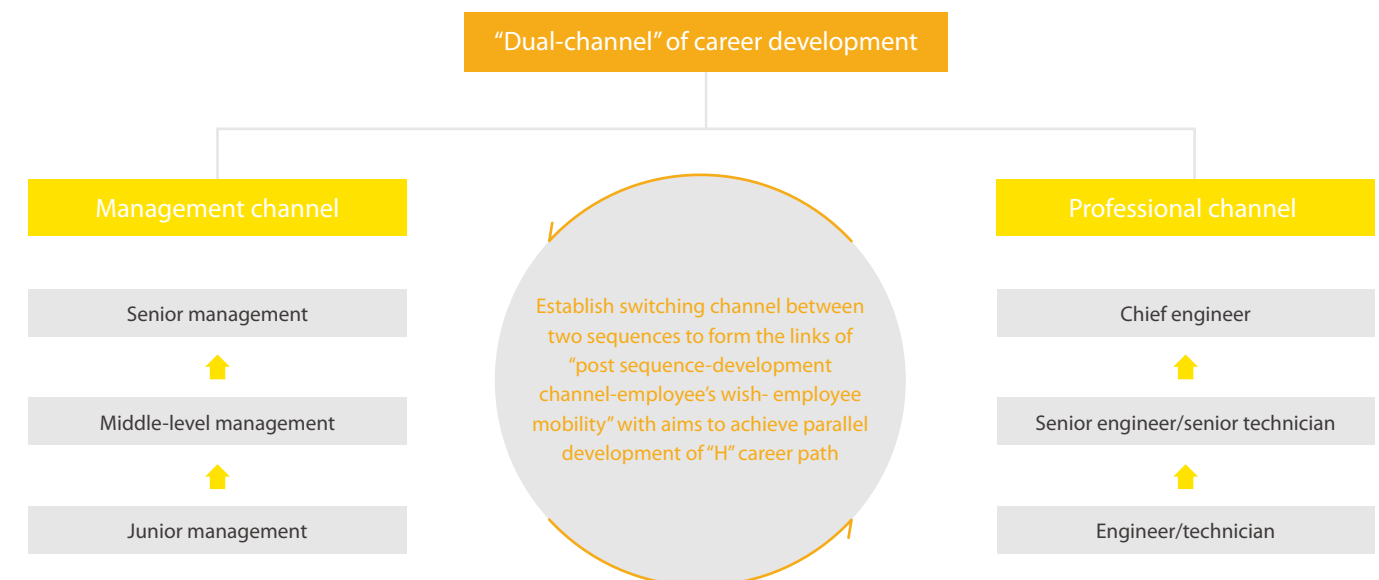 “Dual-channel” of career development
Management channel
Senior management
Middle-level management
Junior management
Establish switching channel between
two sequences to form the links of
“post sequence-development
channel-employee’s wish- employee
mobility” with aims to achieve parallel
development of “H” career path
Professional channel
Chief engineer
Senior engineer/senior technician
Engineer/technician